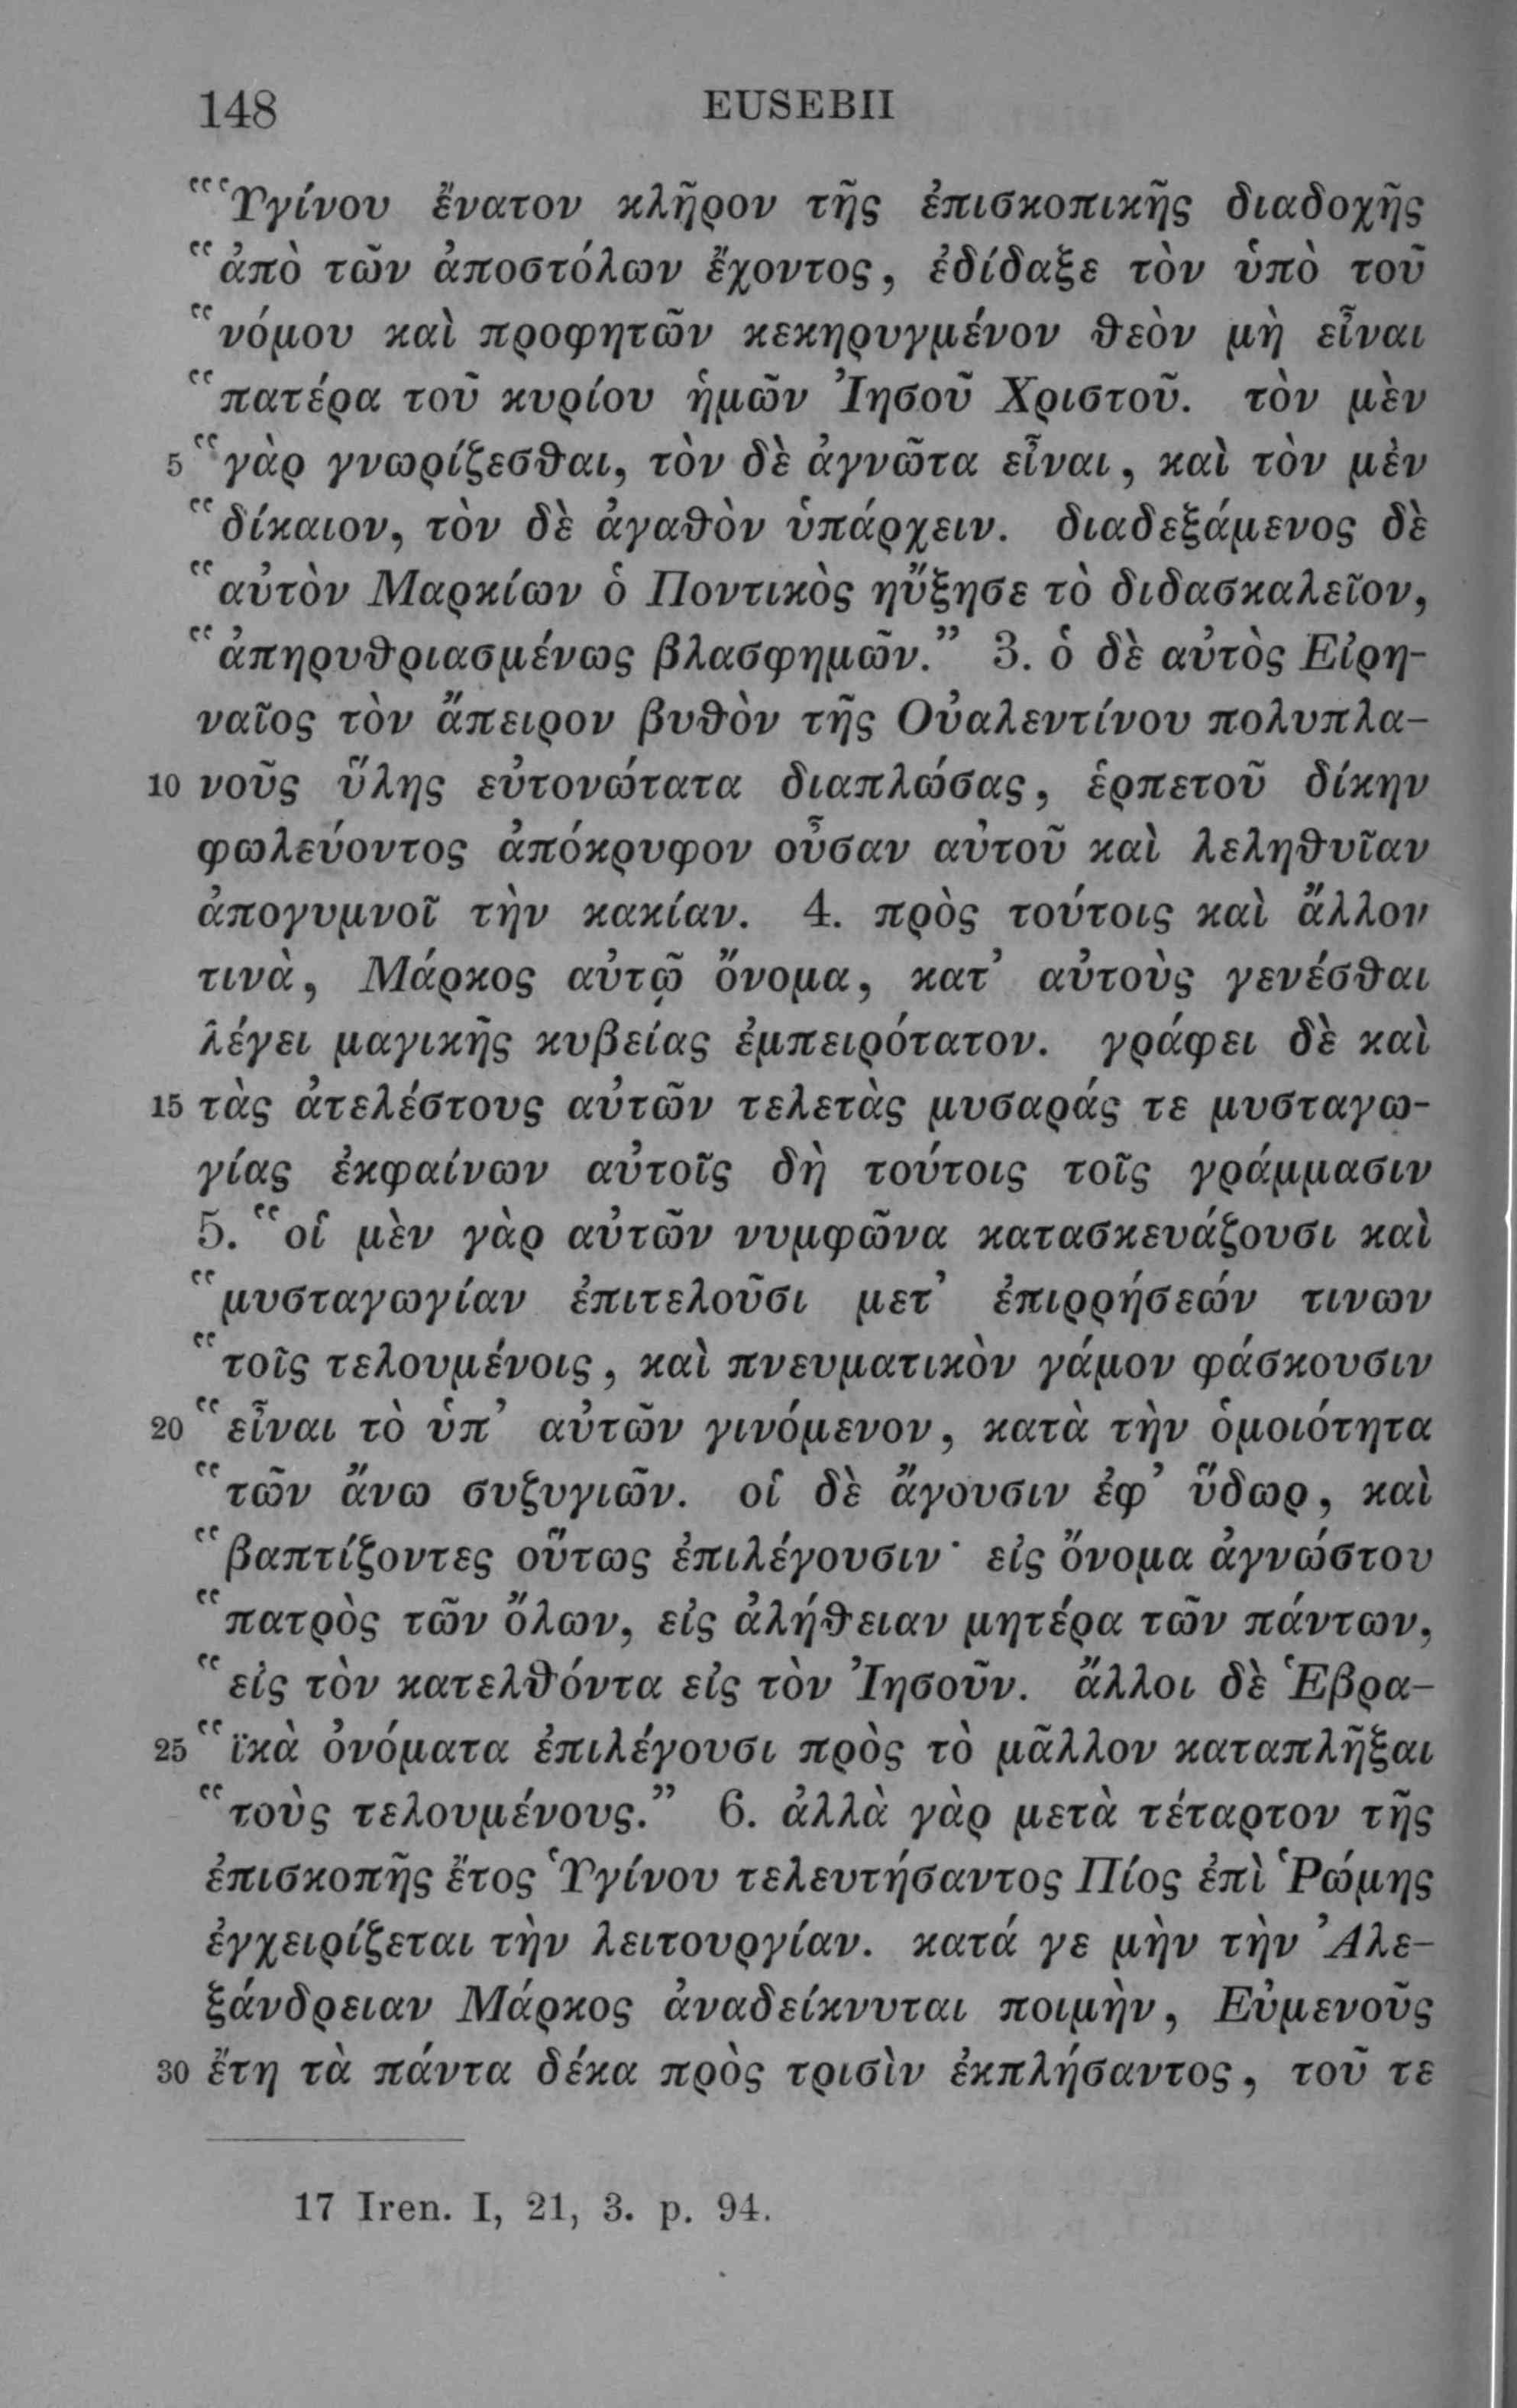 148 EUSEBII
“Ὑγίνου ἔνατον κλῆρον τῆς ἐπισκοπικῆς διαδοχῆς
“ἀπὸ τῶν ἀποστόλων ἔχοντος, ἐδίδαξε τὸν ὑπὸ τοῦ
“νόμου καὶ προφητῶν κεκηρυγμένον θεὸν μὴ εἶναι
“πατέρα τοῦ κυρίου ἡμῶν Ἰησοῦ Χριστοῦ. τὸν μὲν
5 “γὰρ γνωρίζεσθαι, τὸν δὲ ἀγνῶτα εἶναι, καὶ τὸν μὲν
“δίκαιον, τὸν δὲ ἀγαθὸν ὑπάρχειν. διαδεξάμενος δὲ
“αὐτὸν Μαρκίων ὁ Ποντικὸς ηὔξησε τὸ διδασκαλεῖον,
“ἀπηρυθριασμένως βλασφημῶν.” 3. ὁ δὲ αὐτὸς Εἰρη-
ναῖος τὸν ἄπειρον βυθὸν τῆς Οὐαλεντίνου πολυπλα-
10 νοῦς ὕλης εὐτονώτατα διαπλώσας, ἑρπετοῦ δίκην
φωλεύοντος ἀπόκρυφον οὖσαν αὐτοῦ καὶ λεληθυῖαν
ἀπογυμνοῖ τὴν κακίαν. 4. πρὸς τούτοις καὶ ἄλλον
τινὰ, Μάρκος αὐτῷ ὄνομα, κατ’ αὐτοὺς γενέσθαι
λέγει μαγικῆς κυβείας ἐμπειρότατον. γράφει δὲ καὶ
15 τὰς ἀτελέστους αὐτῶν τελετὰς μυσαράς τε μυσταγω-
γίας ἐκφαίνων αὐτοῖς δὴ τούτοις τοῖς γράμμασιν
5. “οἱ μὲν γὰρ αὐτῶν νυμφῶνα κατασκευάζουσι καὶ
“μυσταγωγίαν ἐπιτελοῦσι μετ’ ἐπιρρήσεών τινων
“τοῖς τελουμένοις, καὶ πνευματικὸν γάμον φάσκουσιν
20 “εἶναι τὸ ὑπ’ αὐτῶν γινόμενον, κατὰ τὴν ὁμοιότητα
“τῶν ἄνω συζυγιῶν. οἱ δὲ ἄγουσιν ἐφ’ ὕδωρ, καὶ
“βαπτίζοντες οὕτως ἐπιλέγουσιν· εἰς ὄνομα ἀγνώστου
“πατρὸς τῶν ὅλων, εἰς ἀλήθειαν μητέρα τῶν πάντων,
“εἰς τὸν κατελθόντα εἰς τὸν Ἰησοῦν. ἄλλοι δὲ Ἑβρα-
25 “ϊκὰ ὀνόματα ἐπιλέγουσι πρὸς τὸ μᾶλλον καταπλῆξαι
“τοὺς τελουμένους.” 6. ἀλλὰ γὰρ μετὰ τέταρτον τῆς
ἐπισκοπῆς ἔτος Ὑγίνου τελευτήσαντος Πίος ἐπὶ Ῥώμης
ἐγχειρίζεται τὴν λειτουργίαν. κατά γε μὴν τὴν Ἀλε-
ξάνδρειαν Μάρκος ἀναδείκνυται ποιμὴν, Εὐμενοῦς
30 ἔτη τὰ πάντα δέκα πρὸς τρισὶν ἐκπλήσαντος, τοῦ τε
17 Iren. I, 21, 3. p. 94.